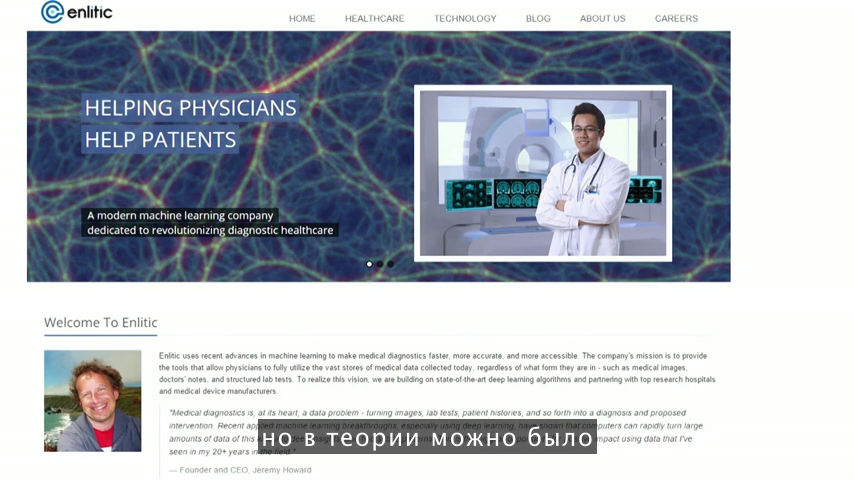 enlitic
HOME HEALTHCARE TECHNOLOGY BLOG ABOUT US CAREERS
HELPING PHYSICIANS
HELP PATIENTS
A modern machine learning company
dedicated to revolutionizing diagnostic healthcare
Welcome To Enlitic
Enlitic uses recent advances in machine learning to make medical diagnostics faster, more accurate, and more accessible. The company's mission is to provide
the tools that allow physicians to fully utilize the vast stores of medical data collected today, regardless of what form they are in - such as medical images,
doctors' notes, and structured lab tests. To realize this vision, we are building on state-of-the-art deep learning algorithms and partnering with top research hospitals
and medical device manufacturers.
"Medical diagnostics is, at its heart, a data problem - turning images, lab tests, patient histories, and so forth into a diagnosis and proposed
intervention. Recent applied machine learning breakthroughs, especially using deep learning, have shown that computers can rapidly turn large
amounts of data of this impact using data that I've
seen in my 20+ years in the field."
но в теории можно было
— Founder and CEO, Jeremy Howard